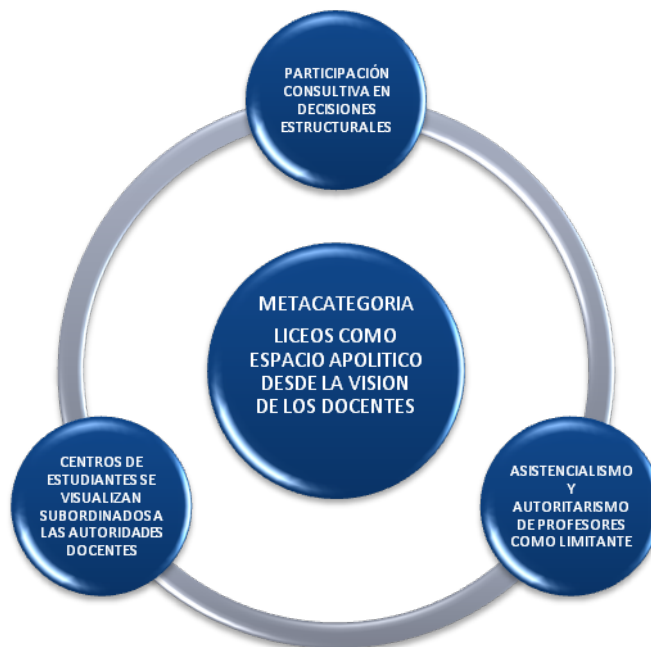 PARTICIPACIÓN
CONSULTIVA EN
DECISIONES
ESTRUCTURALES
METACATEGORIA
LICEOS COMO
ESPACIO APOLITICO
DESDE LA VISION
DE LOS DOCENTES
CENTROS DE
ESTUDIANTES SE
VISUALIZAN
SUBORDINADOS A
LAS AUTORIDADES
DOCENTES
ASISTENCIALISMO
Y
AUTORITARISMO
DE PROFESORES
COMO LIMITANTE